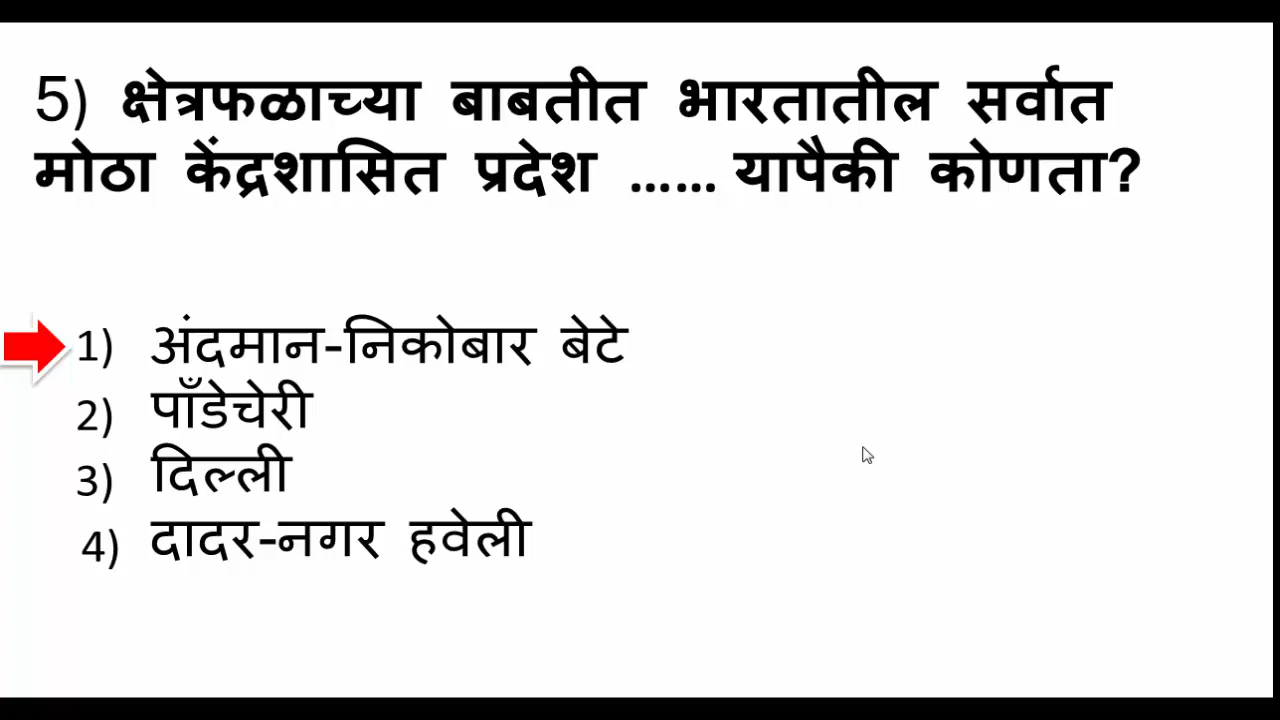 5) क्षेत्रफळाच्या बाबतीत भारतातील सर्वात
मोठा केंद्रशासित प्रदेश ...... यापैकी कोणता?
1) अंदमान-निकोबार बेटे
2) पाँडेचेरी
3) दिल्ली
4) दादर-नगर हवेली